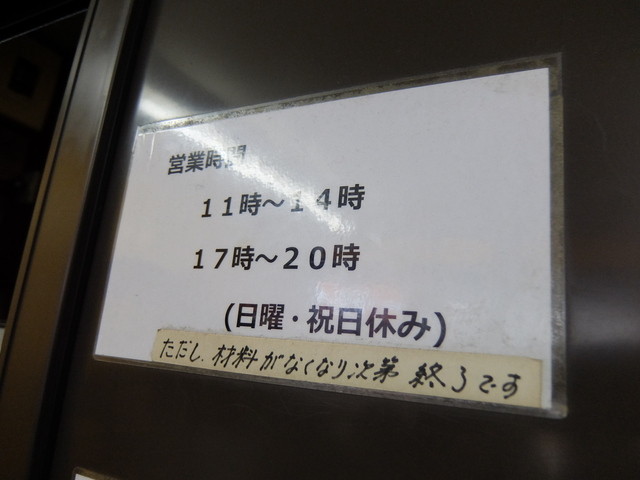 営業時間
11時～14時
17時～20時
(日曜・祝日休み)
ただし、材料がなくなり次第 終了です